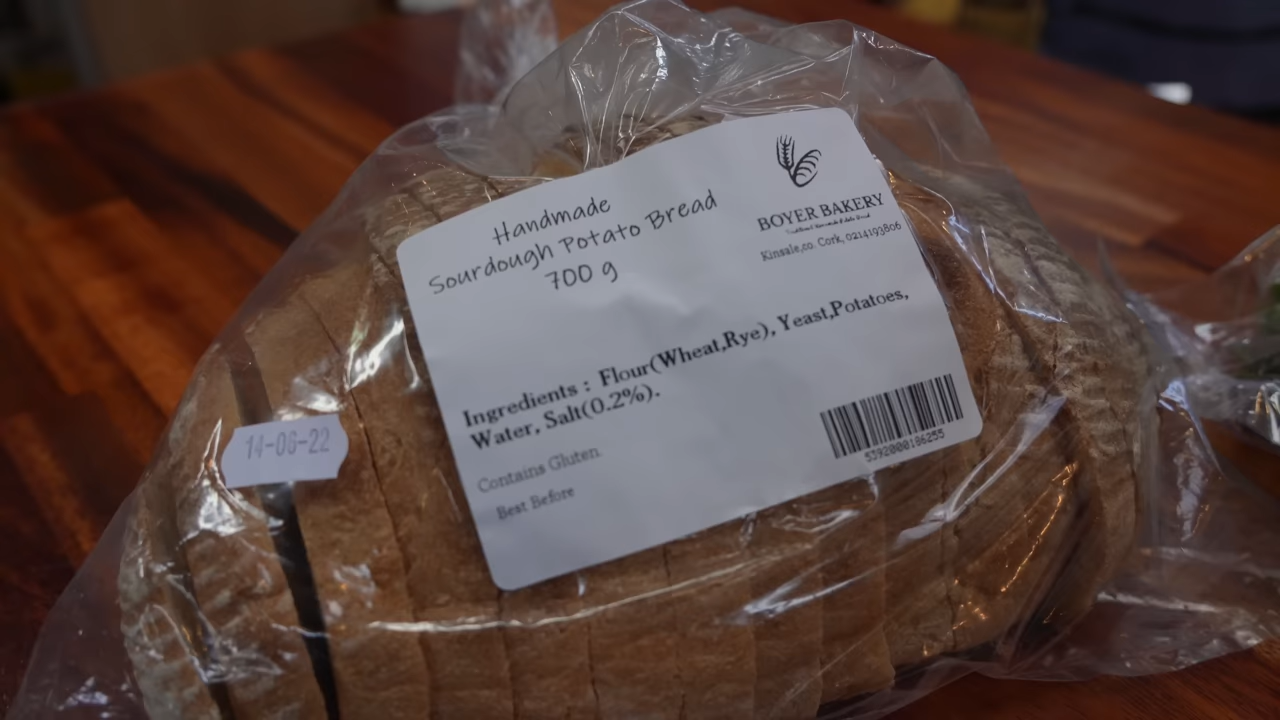 Handmade
Sourdough Potato Bread
700 g
BOYER BAKERY
Kinsale,co. Cork, 0214193806
Ingredients : Flour(Wheat,Rye), Yeast,Potatoes,
Water, Salt(0.2%).
Contains Gluten
Best Before
5392000186255
14-06-22